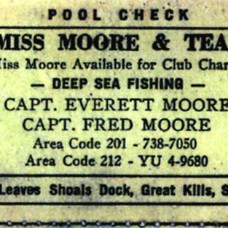 POOL CHECK
MISS MOORE & TEA
Miss Moore Available for Club Char
— DEEP SEA FISHING —
CAPT. EVERETT MOORE
CAPT. FRED MOORE
Area Code 201 - 738-7050
Area Code 212 - YU 4-9680
Leaves Shoals Dock, Great Kills, S